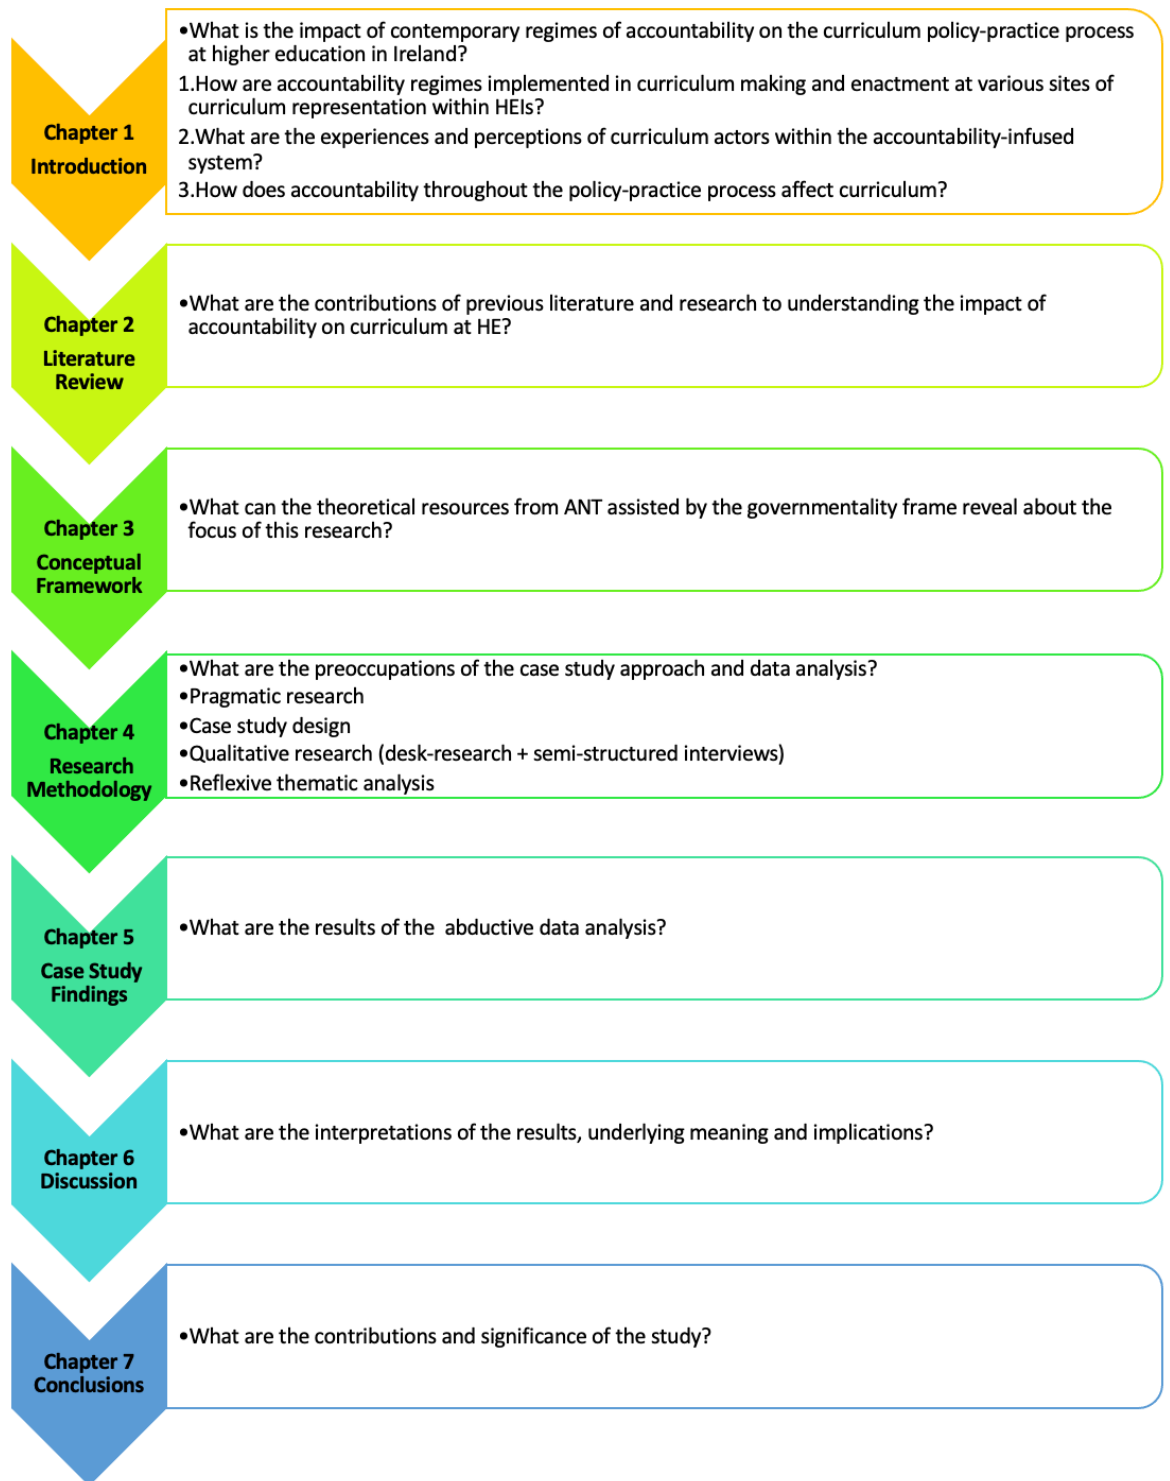 Chapter 1
Introduction
•What is the impact of contemporary regimes of accountability on the curriculum policy-practice process
at higher education in Ireland?
1.How are accountability regimes implemented in curriculum making and enactment at various sites of
curriculum representation within HEIs?
2.What are the experiences and perceptions of curriculum actors within the accountability-infused
system?
3.How does accountability throughout the policy-practice process affect curriculum?
Chapter 2
Literature
Review
•What are the contributions of previous literature and research to understanding the impact of
accountability on curriculum at HE?
Chapter 3
Conceptual
Framework
•What can the theoretical resources from ANT assisted by the governmentality frame reveal about the
focus of this research?
Chapter 4
Research
Methodology
•What are the preoccupations of the case study approach and data analysis?
•Pragmatic research
•Case study design
•Qualitative research (desk-research + semi-structured interviews)
•Reflexive thematic analysis
Chapter 5
Case Study
Findings
•What are the results of the  abductive data analysis?
Chapter 6
Discussion
•What are the interpretations of the results, underlying meaning and implications?
Chapter 7
Conclusions
•What are the contributions and significance of the study?